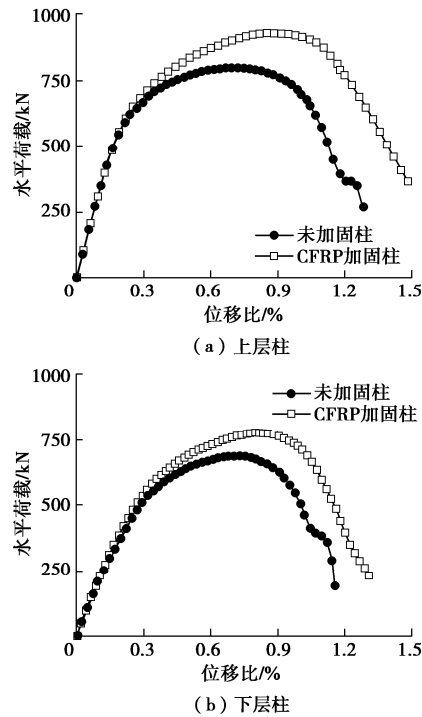 1000
750
500
250
0
0.3
0.6
0.9
1.2
1.5
水平荷载/kN
未加固柱
CFRP加固柱
位移比/%
(a)上层柱
1000
750
500
250
0
0.3
0.6
0.9
1.2
1.5
水平荷载/kN
未加固柱
CFRP加固柱
位移比/%
(b)下层柱